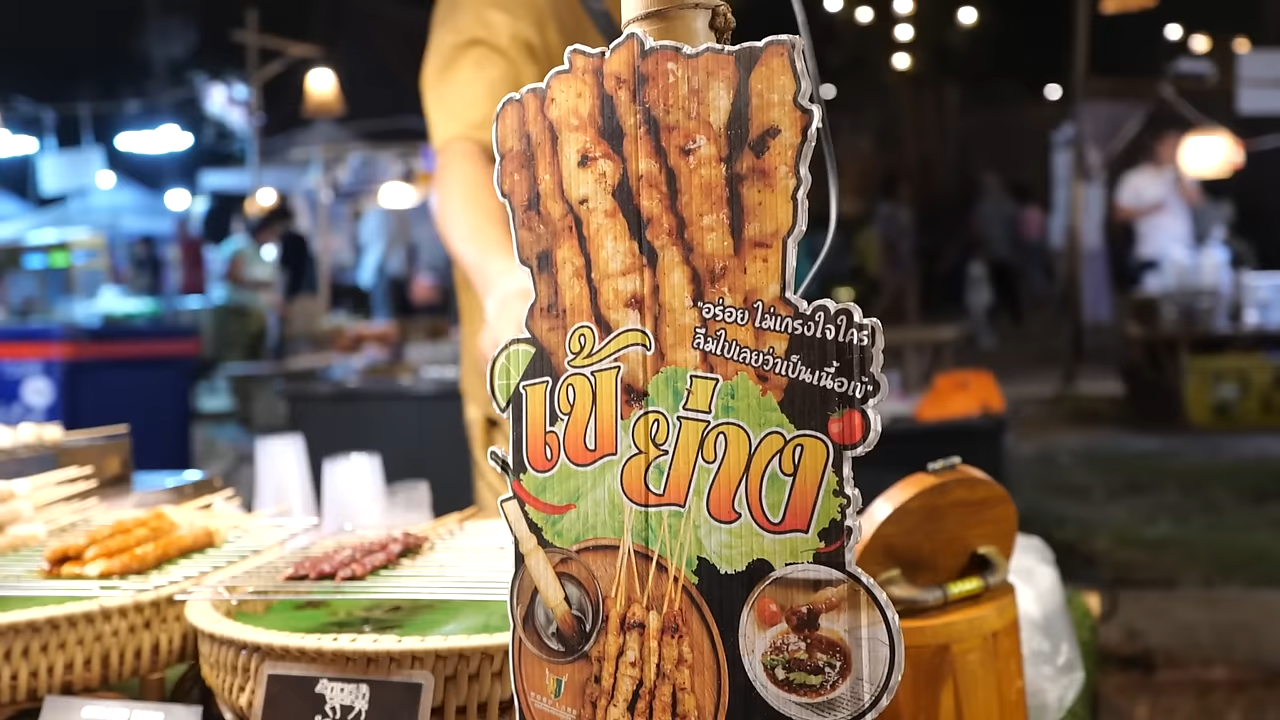 "อร่อย ไม่เกรงใจใคร
ลืมไปเลยว่าเป็นเนื้อเข้"
เข้
ย่าง